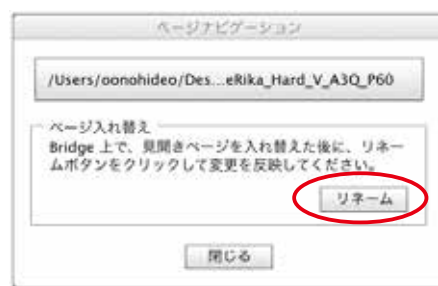 ページナビゲーション
/Users/oonohideo/Des...eRika_Hard_V_A3Q_P60
ページ入れ替え
Bridge 上で、見開きページを入れ替えた後に、リネー
ムボタンをクリックして変更を反映してください。
リネーム
閉じる